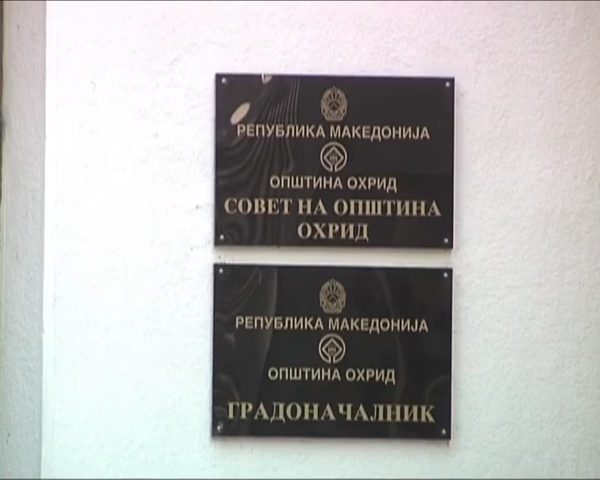 РЕПУБЛИКА МАКЕДОНИЈА
ОПШТИНА ОХРИД
СОВЕТ НА ОПШТИНА
ОХРИД
РЕПУБЛИКА МАКЕДОНИЈА
ОПШТИНА ОХРИД
ГРАДОНАЧАЛНИК